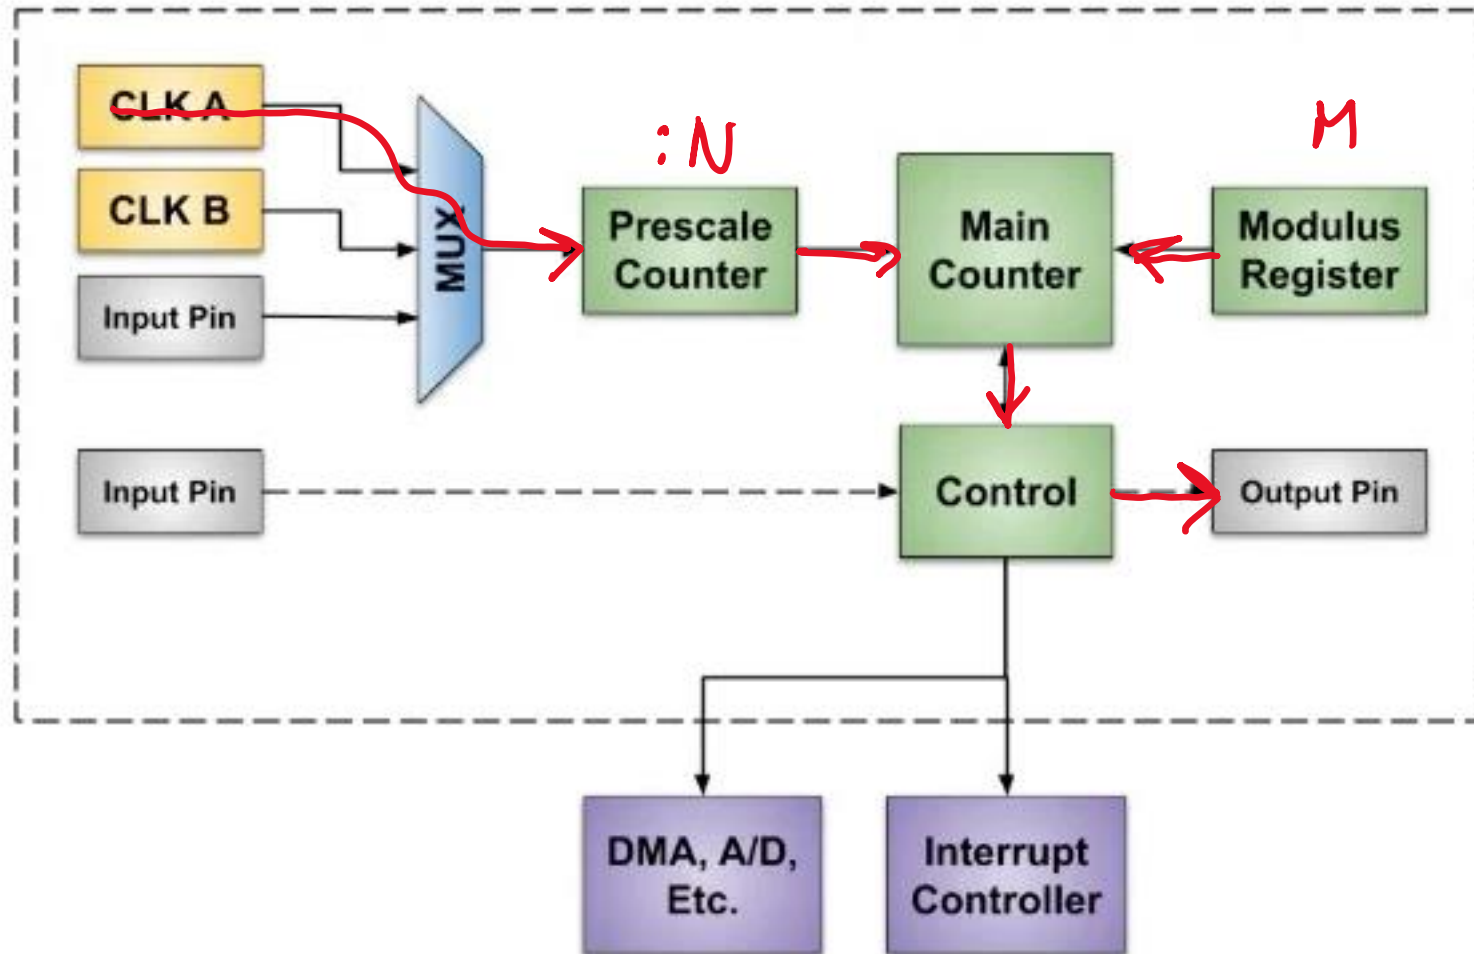 CLK A
CLK B
Input Pin
MUX
:N
Prescale
Counter
Main
Counter
M
Modulus
Register
Input Pin
Control
Output Pin
DMA, A/D,
Etc.
Interrupt
Controller